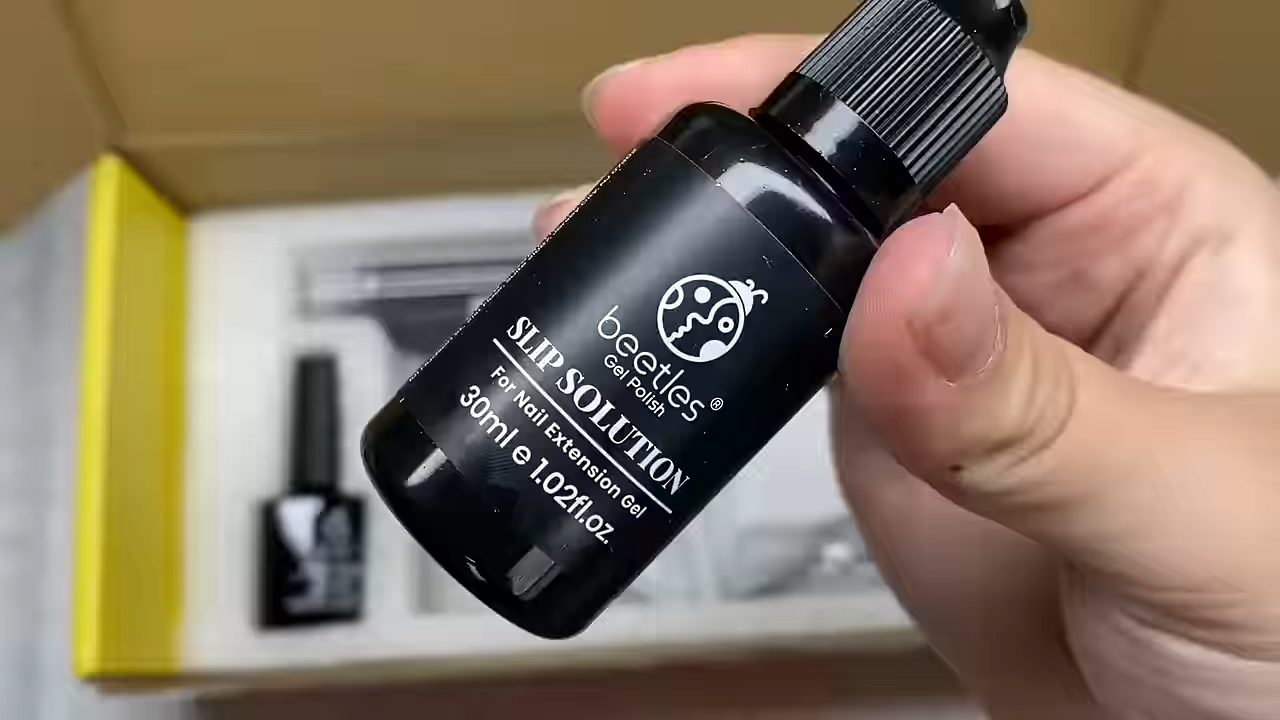 beetles®
Gel Polish
SLIP SOLUTION
For Nail Extension Gel
30ml e 1.02fl.oz.